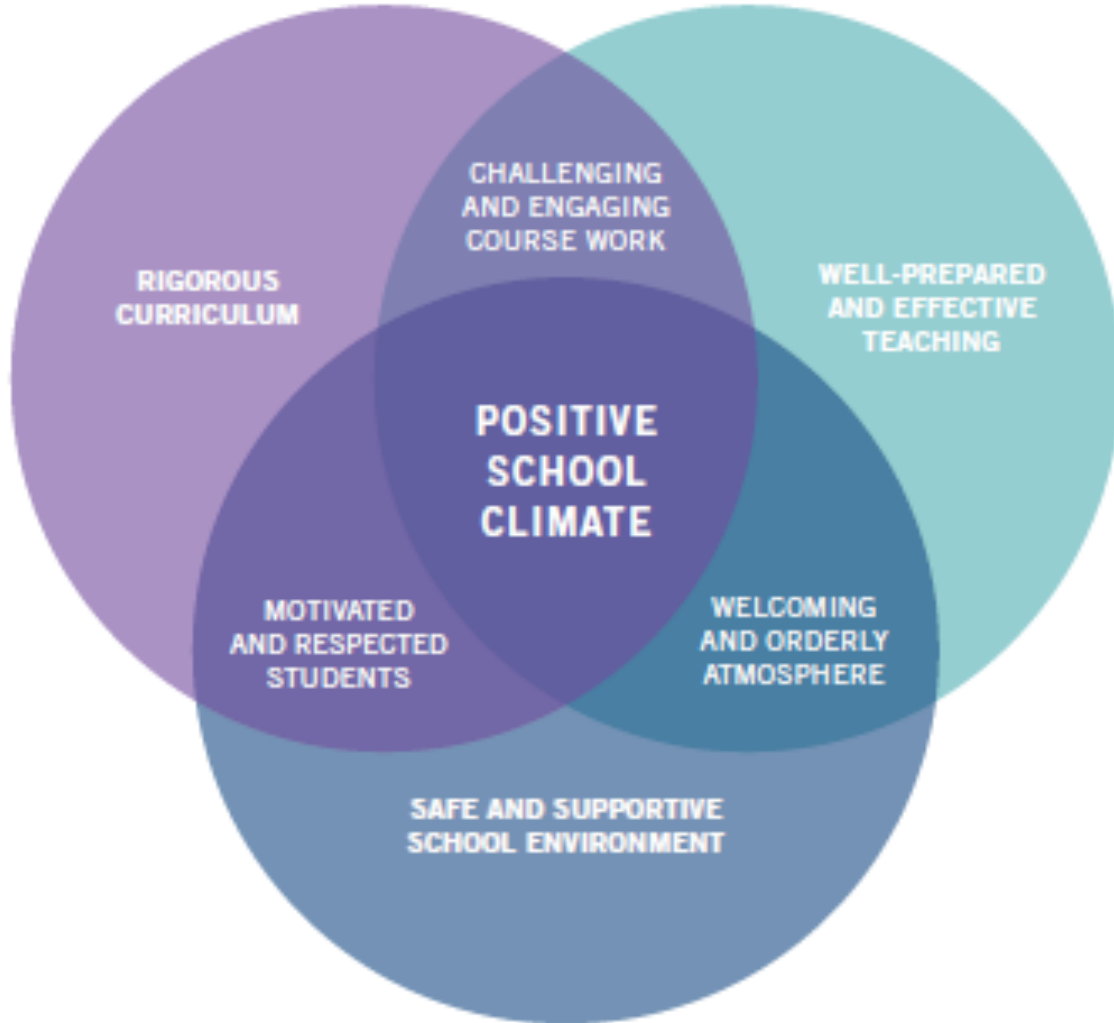 CHALLENGING
AND ENGAGING
COURSE WORK
RIGOROUS
CURRICULUM
WELL-PREPARED
AND EFFECTIVE
TEACHING
POSITIVE
SCHOOL
CLIMATE
MOTIVATED
AND RESPECTED
STUDENTS
WELCOMING
AND ORDERLY
ATMOSPHERE
SAFE AND SUPPORTIVE
SCHOOL ENVIRONMENT